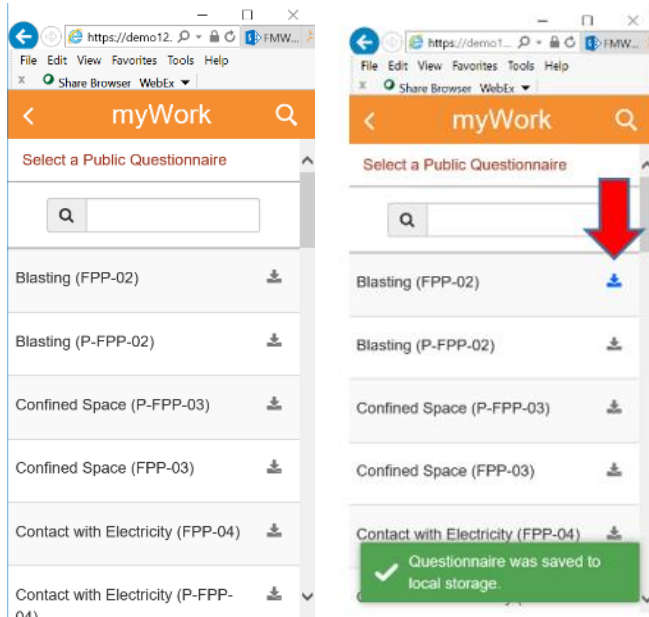 https://demo12.
FMW...
File Edit View Favorites Tools Help
x Share Browser WebEx
myWork
Select a Public Questionnaire
Blasting (FPP-02)
Blasting (P-FPP-02)
Confined Space (P-FPP-03)
Confined Space (FPP-03)
Contact with Electricity (FPP-04)
Contact with Electricity (P-FPP-
04)
https://demo1...
FMW...
File Edit View Favorites Tools Help
x Share Browser WebEx
myWork
Select a Public Questionnaire
Blasting (FPP-02)
Blasting (P-FPP-02)
Confined Space (P-FPP-03)
Confined Space (FPP-03)
Contact with Electricity (FPP-04)
Questionnaire was saved to
local storage.